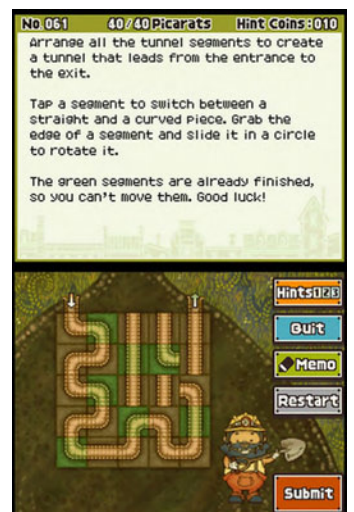 No 061 40/40 Picarats Hint Coins:010
Arrange all the tunnel segments to create
a tunnel that leads from the entrance to
the exit.
Tap a segment to switch between a
straight and a curved piece. Grab the
edge of a segment and slide it in a circle
to rotate it.
The green segments are already finished,
so you can't move them. Good luck!
Hints 1 2 3
Quit
Memo
Restart
Submit